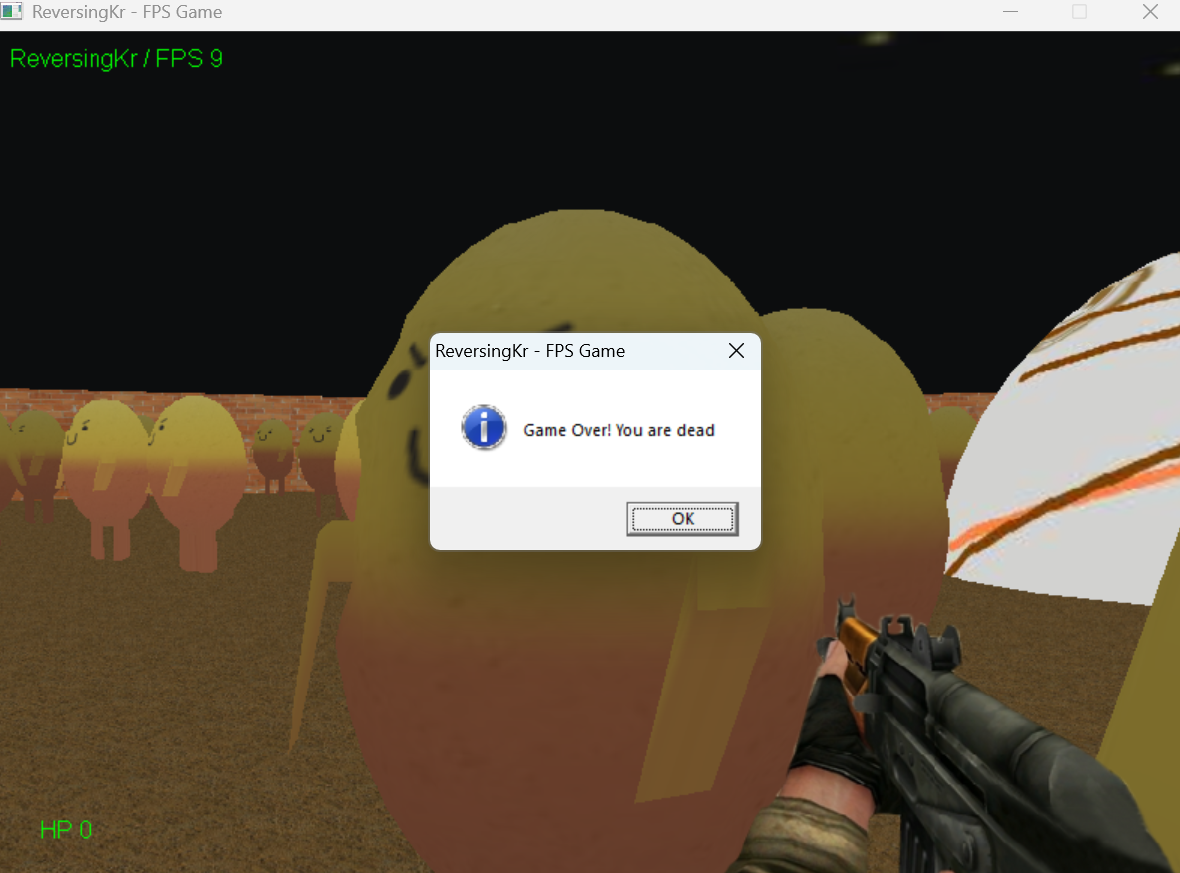 ReversingKr - FPS Game
ReversingKr / FPS 9
ReversingKr - FPS Game
Game Over! You are dead
OK
HP 0